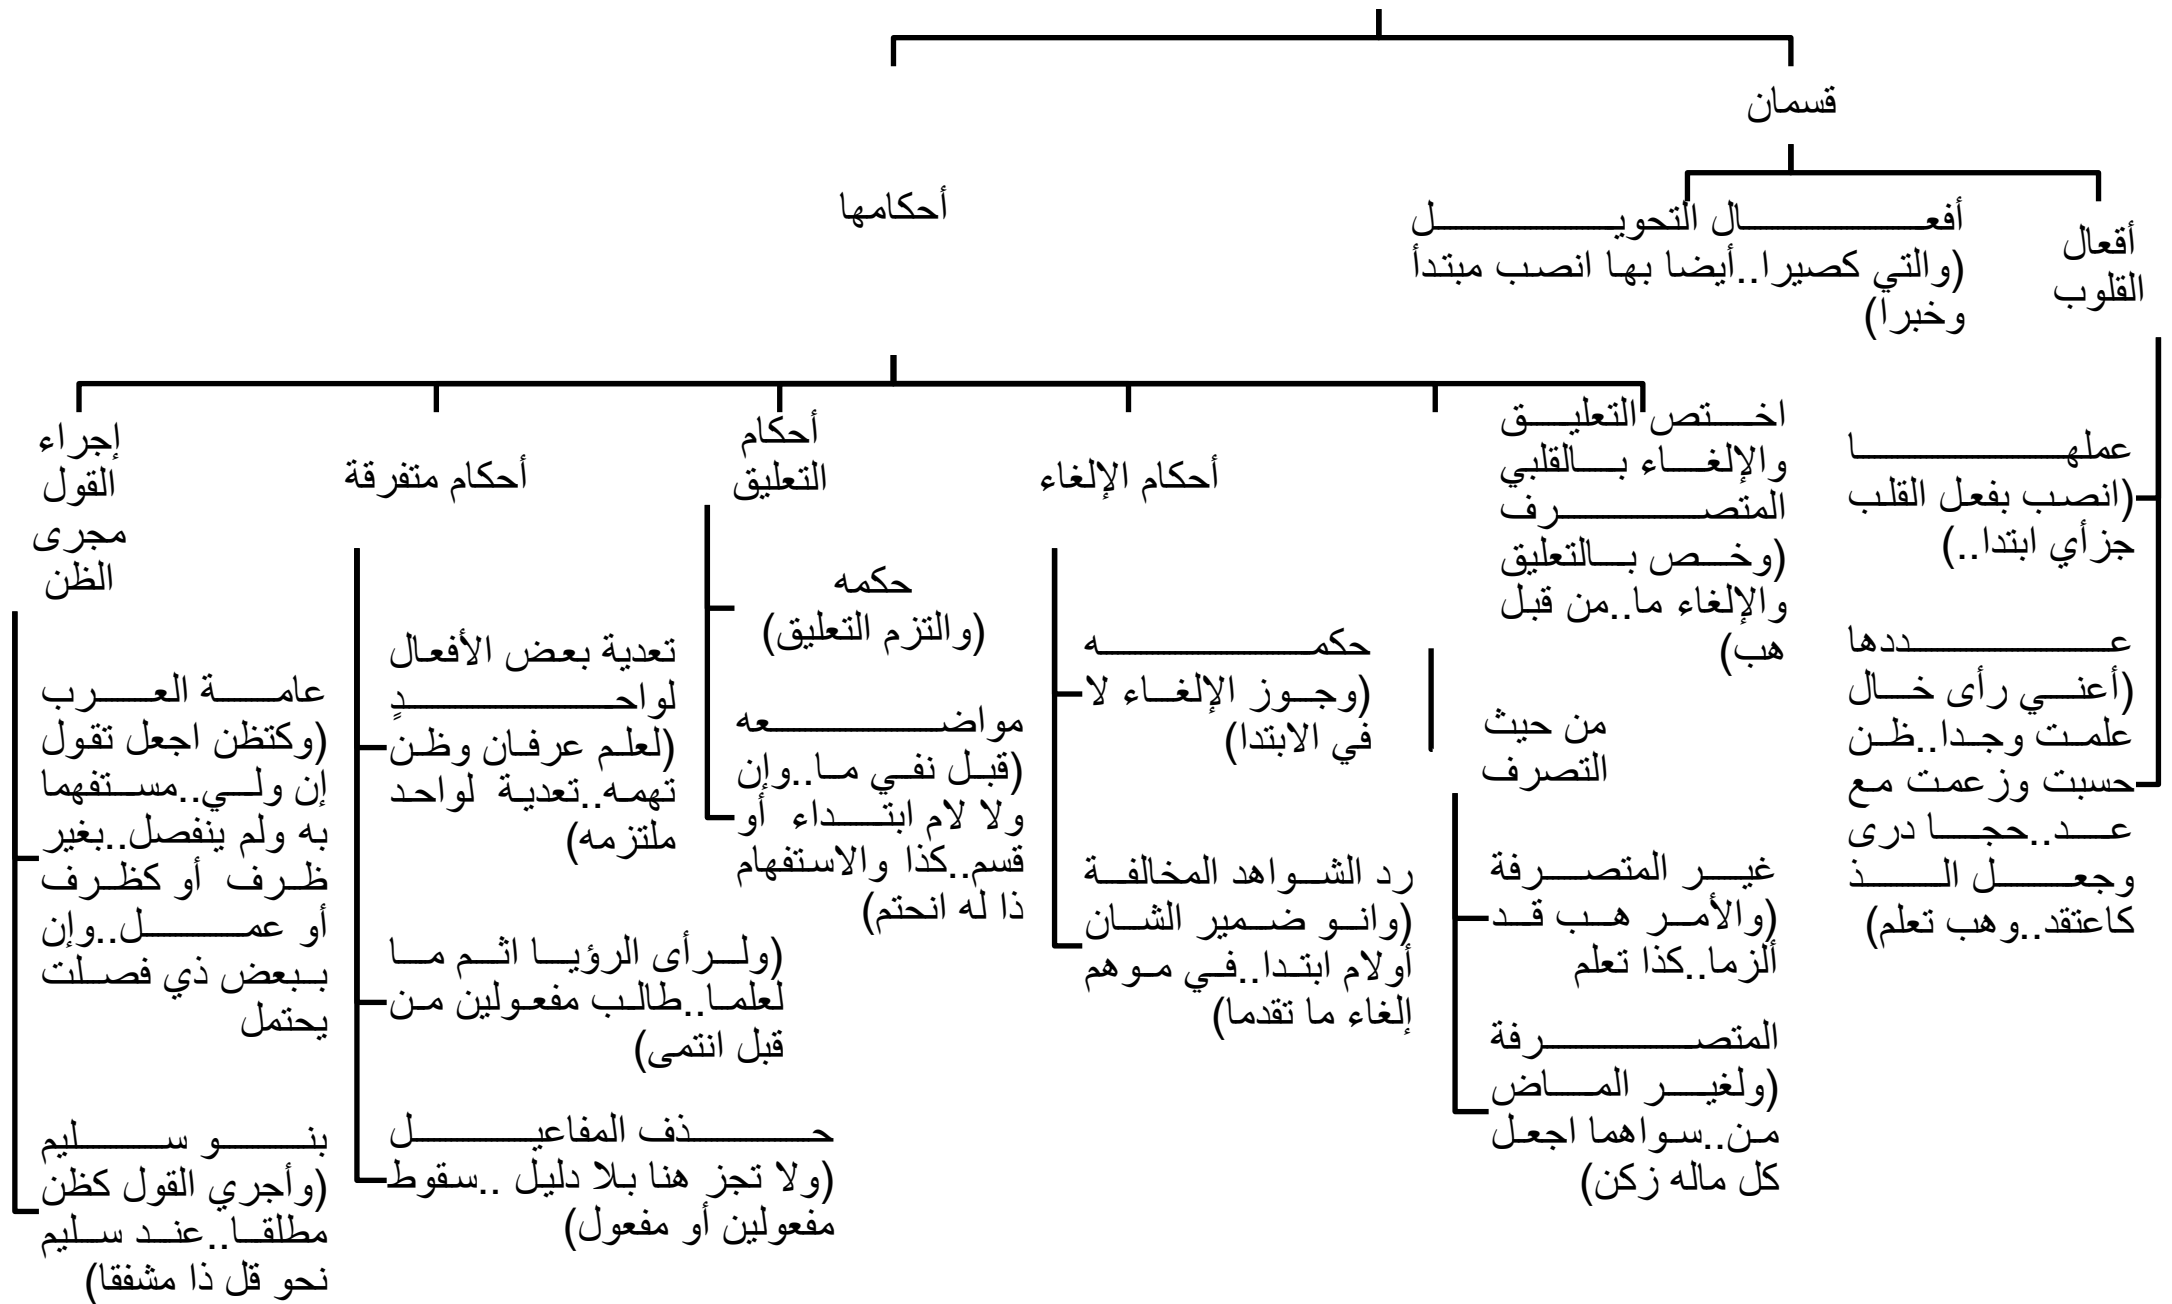 قسمان
أقعال
القلوب
عملها
(انصب بفعل القلب
جزأي ابتدا..)
عددها
(أعني رأى خال
علمت وجدا..ظن
حسبت وزعمت مع
عد..حجا درى
وجعل الذ
كاعتقد..وهب تعلم)
أفعال التحويل
(والتي كصيرا..أيضا بها انصب مبتدأ
وخبرا)
أحكامها
اختص التعليق
والإلغاء بالقلبي
المتصرف
(وخص بالتعليق
والإلغاء ما..من قبل
هب)
من حيث
التصرف
غير المتصرفة
(والأمر هب قد
ألزما..كذا تعلم
المتصرفة
(ولغير الماض
من..سواهما اجعل
كل ماله زكن)
أحكام الإلغاء
حكمه
(وجوز الإلغاء لا
في الابتدا)
رد الشواهد المخالفة
(وانو ضمير الشان
أولام ابتدا..في موهم
إلغاء ما تقدما)
أحكام
التعليق
حكمه
(والتزم التعليق)
مواضعه
(قبل نفي ما..وإن
ولا لام ابتداء أو
قسم..كذا والاستفهام
ذا له انحتم)
أحكام متفرقة
تعدية بعض الأفعال
لواحدٍ
(لعلم عرفان وظن
تهمه..تعدية لواحد
ملتزمه)
(ولرأى الرؤيا اثم ما
لعلما..طالب مفعولين من
قبل انتمى)
حذف المفاعيل
(ولا تجز هنا بلا دليل ..سقوط
مفعولين أو مفعول)
إجراء
القول
مجرى
الظن
عامة العرب
(وكتظن اجعل تقول
إن ولي..مستفهما
به ولم ينفصل..بغير
ظرف أو كظرف
أو عمل..وإن
ببعض ذي فصلت
يحتمل
بنو سليم
(وأجري القول كظن
مطلقا..عند سليم
نحو قل ذا مشفقا)